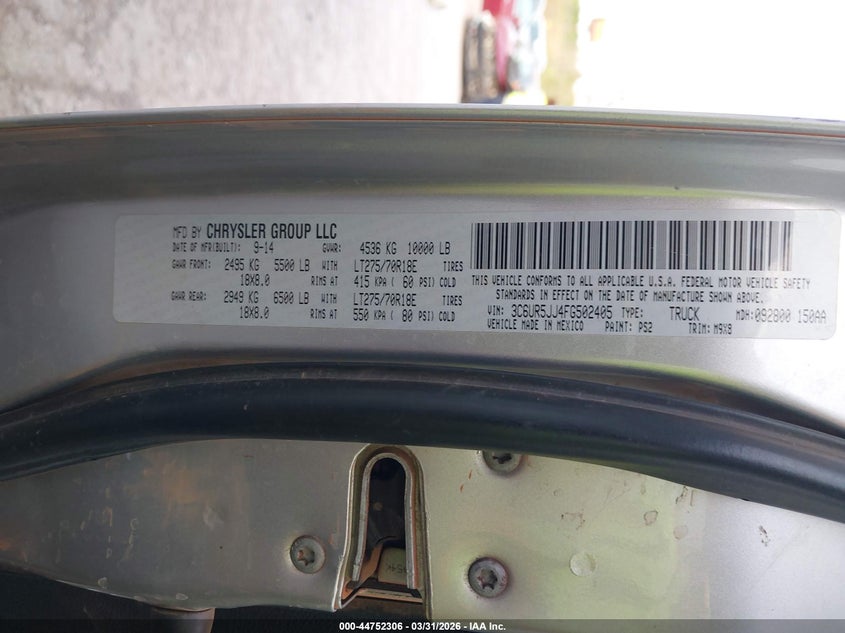 MFD BY CHRYSLER GROUP LLC
DATE OF MFR(BUILT): 9-14 GVWR: 4536 KG 10000 LB
GAWR FRONT: 2495 KG 5500 LB WITH LT275/70R18E TIRES
18X8.0 RIMS AT 415 KPA ( 60 PSI) COLD
GAWR REAR: 2949 KG 6500 LB WITH LT275/70R18E TIRES
18X8.0 RIMS AT 550 KPA ( 80 PSI) COLD
THIS VEHICLE CONFORMS TO ALL APPLICABLE U.S.A. FEDERAL MOTOR VEHICLE SAFETY
STANDARDS IN EFFECT ON THE DATE OF MANUFACTURE SHOWN ABOVE.
VIN: 3C6UR5JJ4FG502405 TYPE: TRUCK MDH:092800 150AA
VEHICLE MADE IN MEXICO PAINT: PS2 TRIM: M9X8
000-44752306 - 03/31/2026 - IAA Inc.